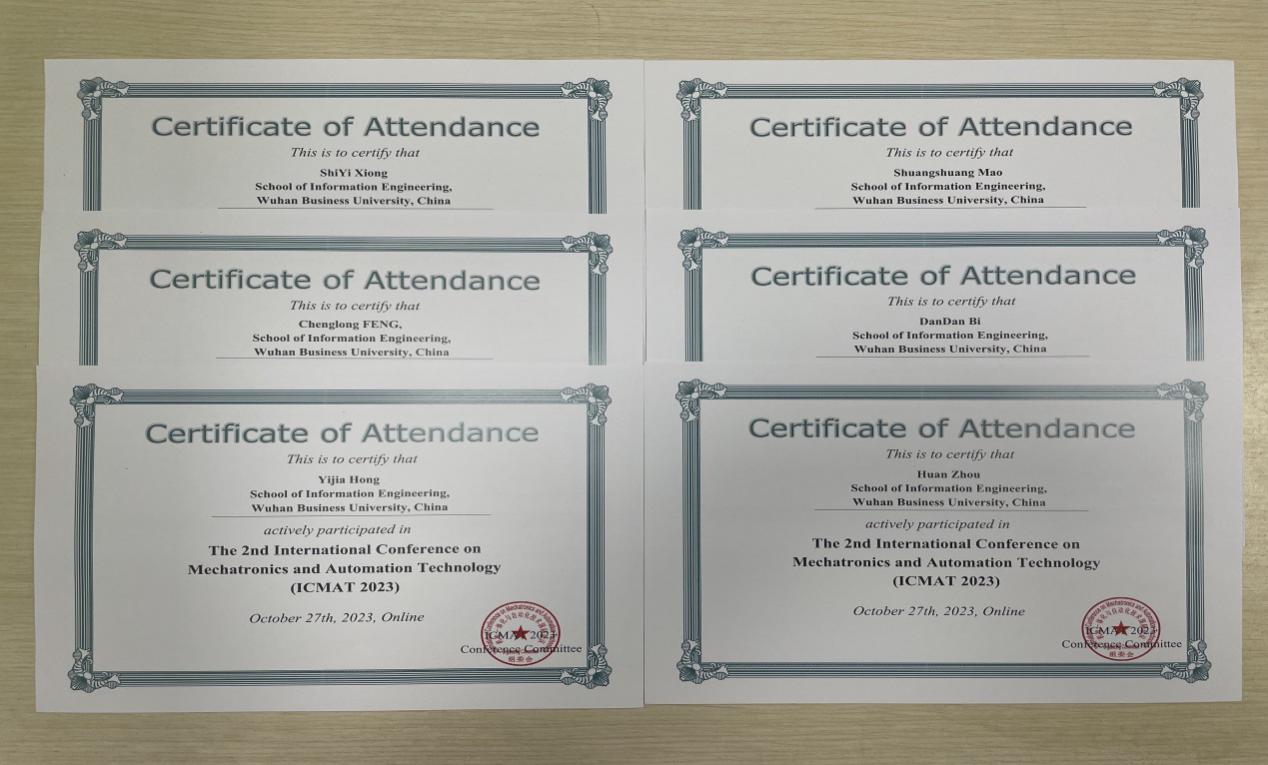 Certificate of Attendance
This is to certify that
ShiYi Xiong
School of Information Engineering,
Wuhan Business University, China
Certificate of Attendance
This is to certify that
Chenglong FENG,
School of Information Engineering,
Wuhan Business University, China
Certificate of Attendance
This is to certify that
Yijia Hong
School of Information Engineering,
Wuhan Business University, China
actively participated in
The 2nd International Conference on
Mechatronics and Automation Technology
(ICMAT 2023)
October 27th, 2023, Online
ICMAT 2023
Conference Committee
组委会
Certificate of Attendance
This is to certify that
Shuangshuang Mao
School of Information Engineering,
Wuhan Business University, China
Certificate of Attendance
This is to certify that
DanDan Bi
School of Information Engineering,
Wuhan Business University, China
Certificate of Attendance
This is to certify that
Huan Zhou
School of Information Engineering,
Wuhan Business University, China
actively participated in
The 2nd International Conference on
Mechatronics and Automation Technology
(ICMAT 2023)
October 27th, 2023, Online
ICMAT 2023
Conference Committee
组委会